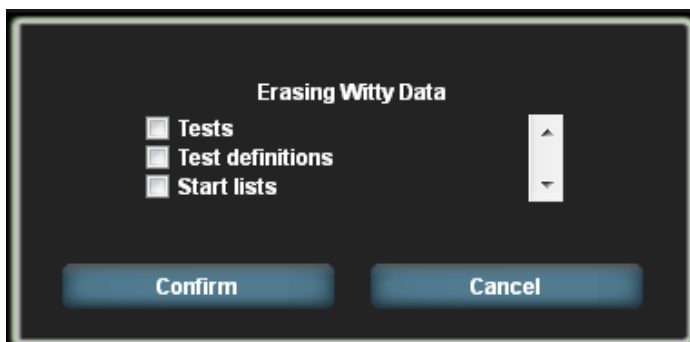 Erasing Witty Data
Tests
Test definitions
Start lists
Confirm
Cancel